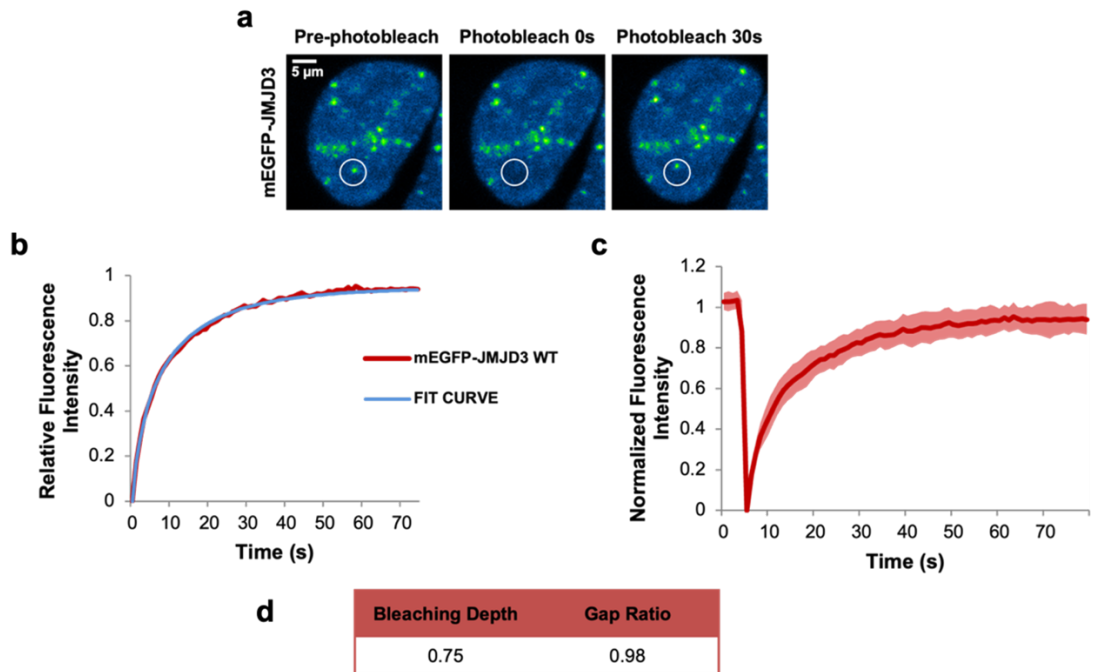 a
Pre-photobleach Photobleach 0s Photobleach 30s
5 µm
mEGFP-JMJD3
b
Relative Fluorescence
Intensity
1
0.8
0.6
0.4
0.2
0
0 10 20 30 40 50 60 70
Time (s)
mEGFP-JMJD3 WT
FIT CURVE
c
Normalized Fluorescence
Intensity
1.2
1
0.8
0.6
0.4
0.2
0
0 10 20 30 40 50 60 70
Time (s)
d
Bleaching Depth Gap Ratio
0.75 0.98